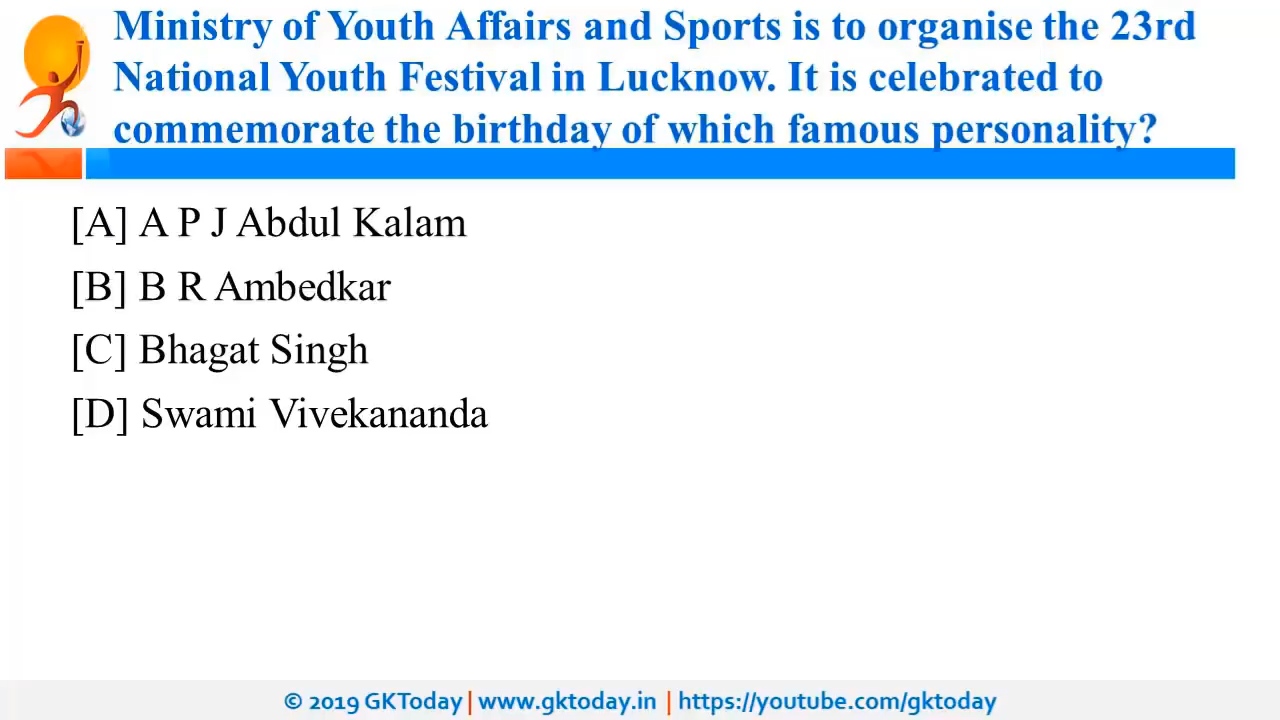 Ministry of Youth Affairs and Sports is to organise the 23rd
National Youth Festival in Lucknow. It is celebrated to
commemorate the birthday of which famous personality?
[A] A P J Abdul Kalam
[B] B R Ambedkar
[C] Bhagat Singh
[D] Swami Vivekananda
© 2019 GKToday | www.gktoday.in | https://youtube.com/gktoday